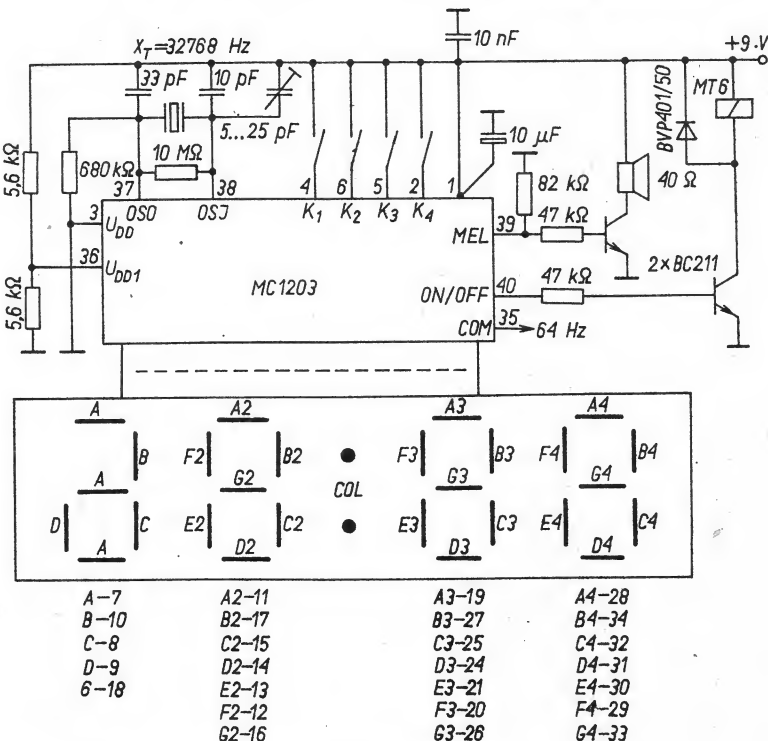 X_T=32768 Hz
10 nF
+9 V
33 pF
10 pF
5...25 pF
10 µF
BVP401/50
MT6
5,6 kΩ
680 kΩ
10 MΩ
82 kΩ
40 Ω
37
38
4
6
5
2
1
OSO
OSJ
K₁
K₂
K₃
K₄
3
U_DD
MEL
39
47 kΩ
36
U_DD1
MC1203
ON/OFF
40
47 kΩ
2×BC211
5,6 kΩ
COM
35
64 Hz
A
A2
A3
A4
B
F2
B2
F3
B3
F4
B4
A
G2
COL
G3
G4
D
C
E2
C2
E3
C3
E4
C4
A
D2
D3
D4
A-7
B-10
C-8
D-9
6-18
A2-11
B2-17
C2-15
D2-14
E2-13
F2-12
G2-16
A3-19
B3-27
C3-25
D3-24
E3-21
F3-20
G3-26
A4-28
B4-34
C4-32
D4-31
E4-30
F4-29
G4-33